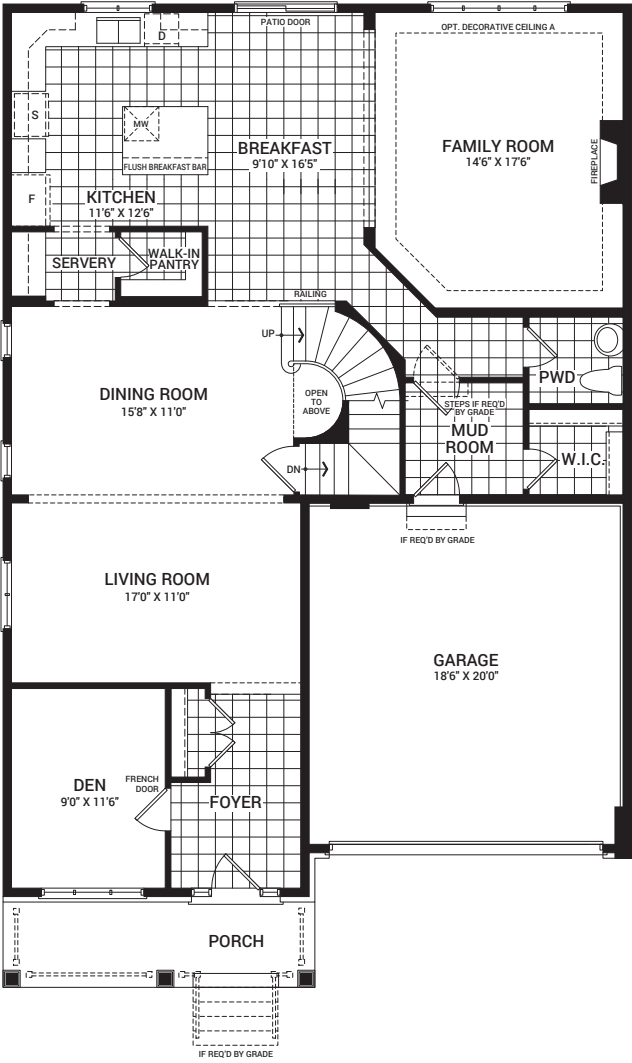 PATIO DOOR
OPT. DECORATIVE CEILING A
D
S
MW
BREAKFAST
9'10" X 16'5"
FAMILY ROOM
14'6" X 17'6"
FIREPLACE
FLUSH BREAKFAST BAR
F
KITCHEN
11'6" X 12'6"
SERVERY
WALK-IN
PANTRY
RAILING
UP
PWD
DINING ROOM
15'8" X 11'0"
OPEN
TO
ABOVE
STEPS IF REQ'D
BY GRADE
MUD
ROOM
W.I.C.
DN
IF REQ'D BY GRADE
LIVING ROOM
17'0" X 11'0"
GARAGE
18'6" X 20'0"
FRENCH
DOOR
DEN
9'0" X 11'6"
FOYER
PORCH
IF REQ'D BY GRADE